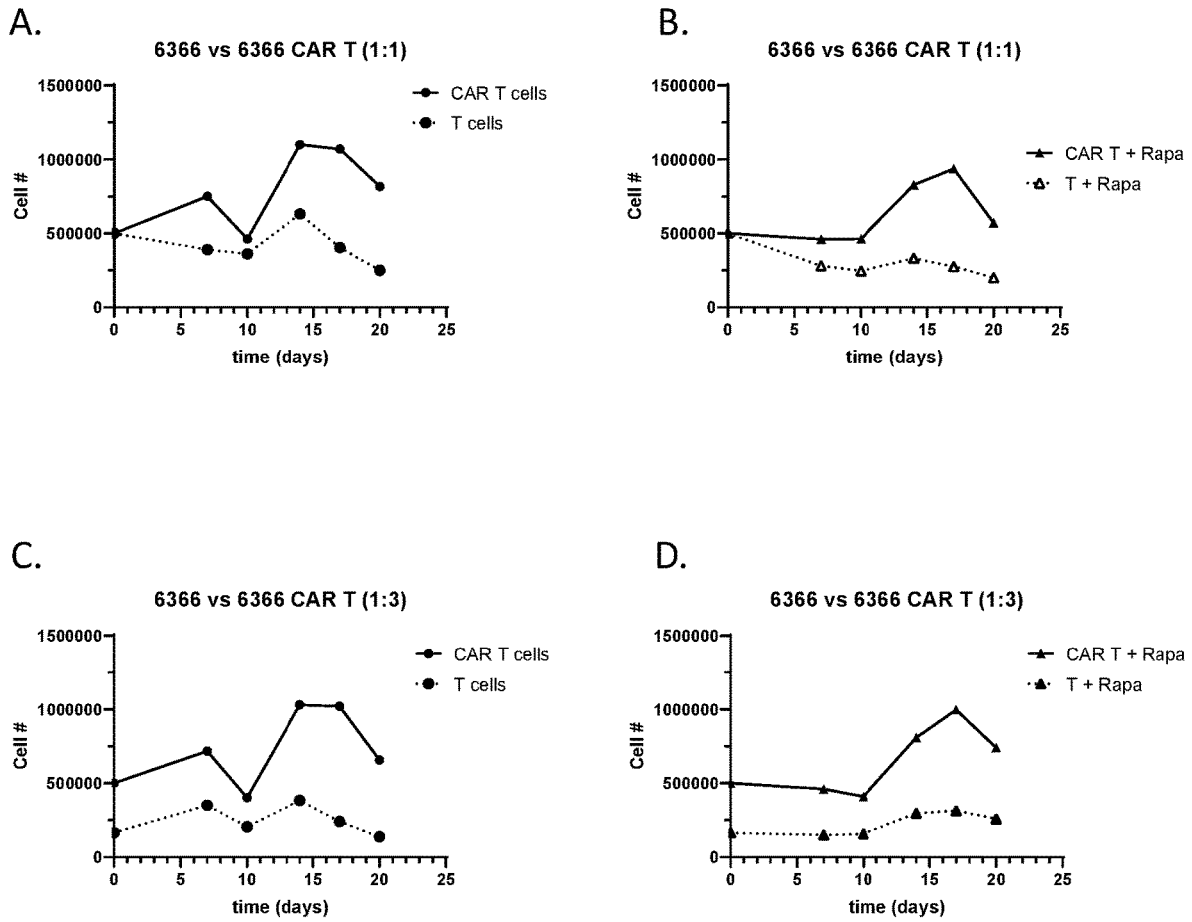 A.
6366 vs 6366 CAR T (1:1)
1500000
1000000
500000
0
Cell #
0 5 10 15 20 25
time (days)
CAR T cells
T cells
B.
6366 vs 6366 CAR T (1:1)
1500000
1000000
500000
0
Cell #
0 5 10 15 20 25
time (days)
CAR T + Rapa
T + Rapa
C.
6366 vs 6366 CAR T (1:3)
1500000
1000000
500000
0
Cell #
0 5 10 15 20 25
time (days)
CAR T cells
T cells
D.
6366 vs 6366 CAR T (1:3)
1500000
1000000
500000
0
Cell #
0 5 10 15 20 25
time (days)
CAR T + Rapa
T + Rapa